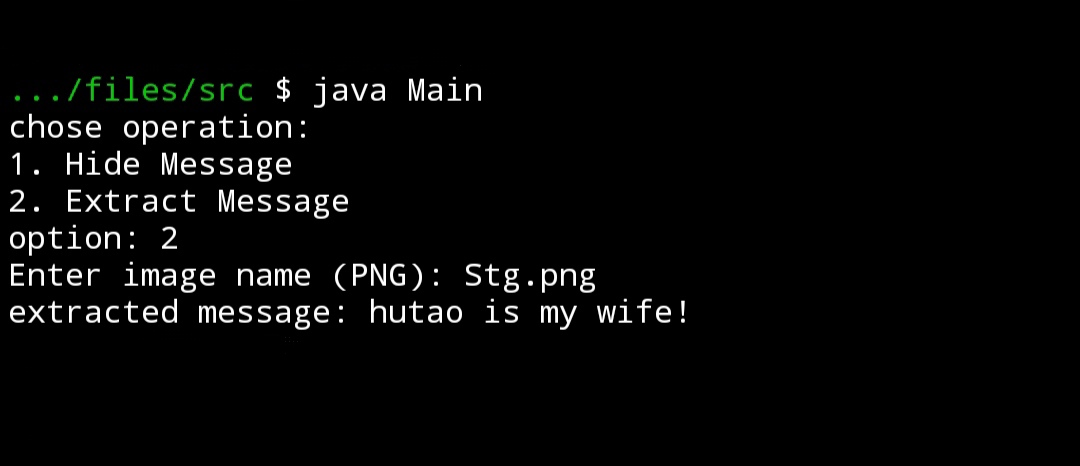 .../files/src $ java Main
chose operation:
1. Hide Message
2. Extract Message
option: 2
Enter image name (PNG): Stg.png
extracted message: hutao is my wife!